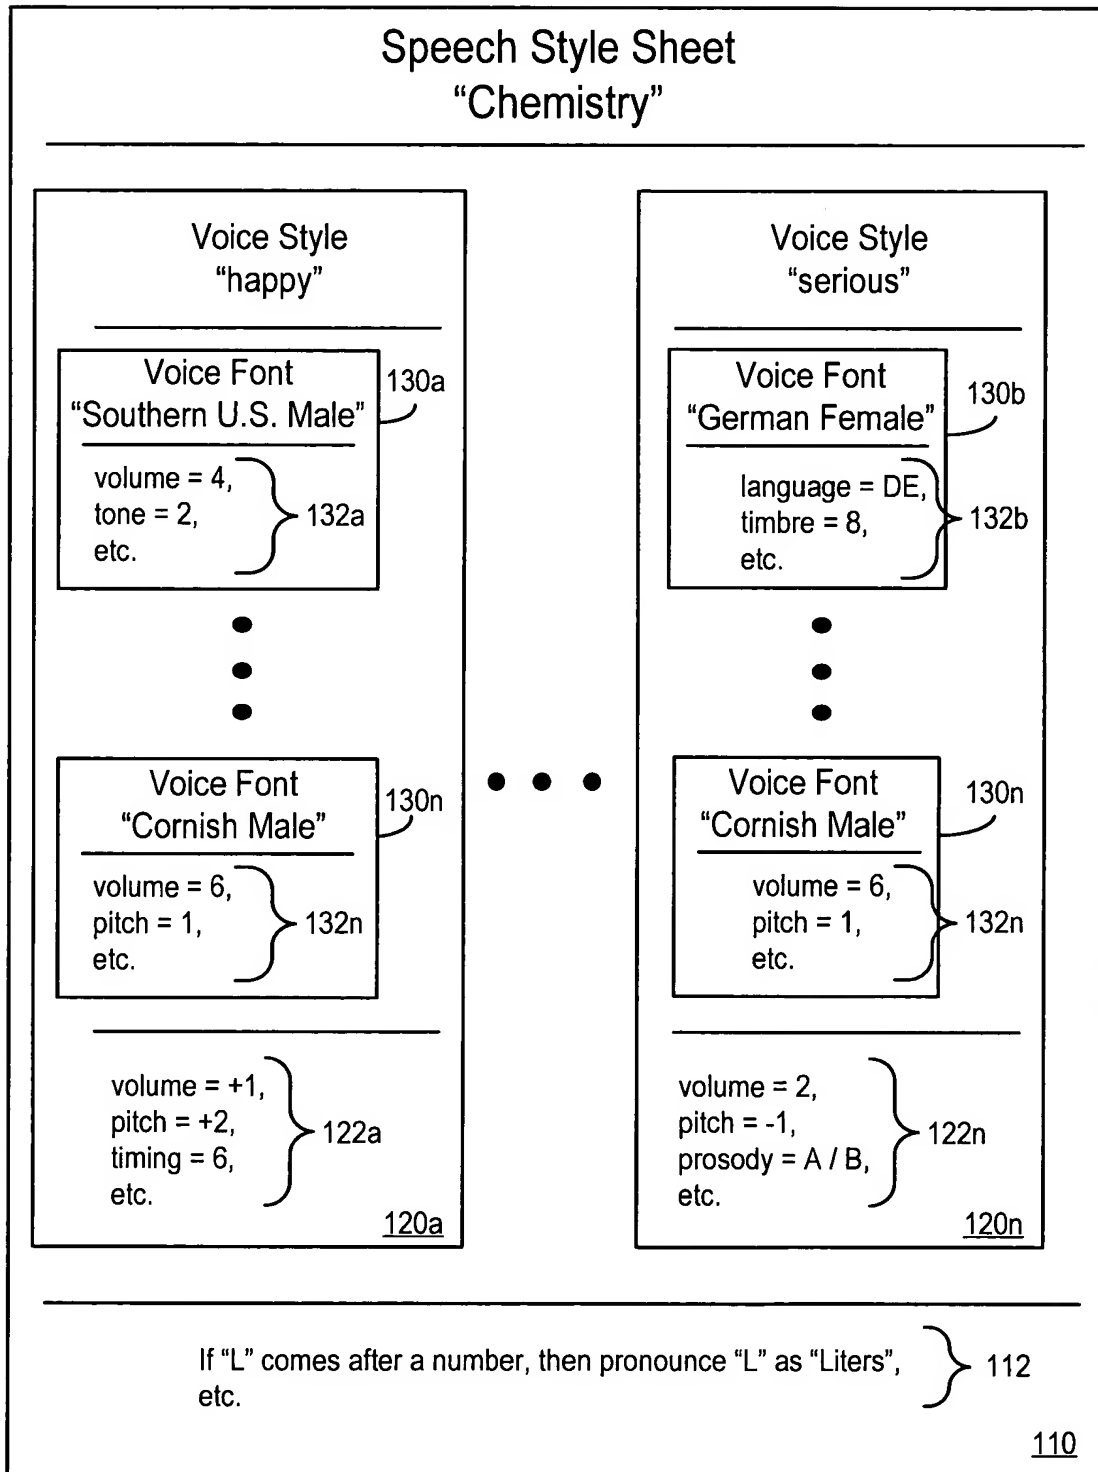 Speech Style Sheet
“Chemistry”
Voice Style
“happy”
Voice Font
“Southern U.S. Male”
130a
volume = 4,
tone = 2,
etc.
132a
Voice Font
“Cornish Male”
130n
volume = 6,
pitch = 1,
etc.
132n
volume = +1,
pitch = +2,
timing = 6,
etc.
122a
120a
Voice Style
“serious”
Voice Font
“German Female”
130b
language = DE,
timbre = 8,
etc.
132b
Voice Font
“Cornish Male”
130n
volume = 6,
pitch = 1,
etc.
132n
volume = 2,
pitch = -1,
prosody = A / B,
etc.
122n
120n
If “L” comes after a number, then pronounce “L” as “Liters”,
etc.
112
110